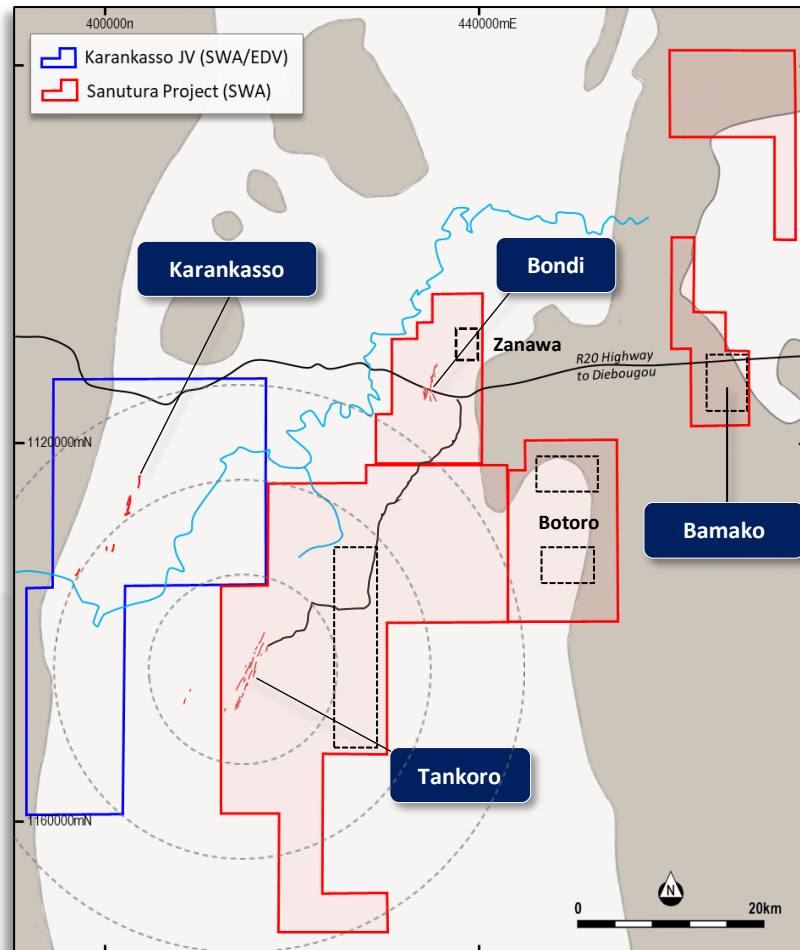 400000n
440000mE
Karankasso JV (SWA/EDV)
Sanutura Project (SWA)
Karankasso
Bondi
Zanawa
R20 Highway
to Diebougou
1120000mN
Botoro
Bamako
Tankoro
1160000mN
N
0
20km